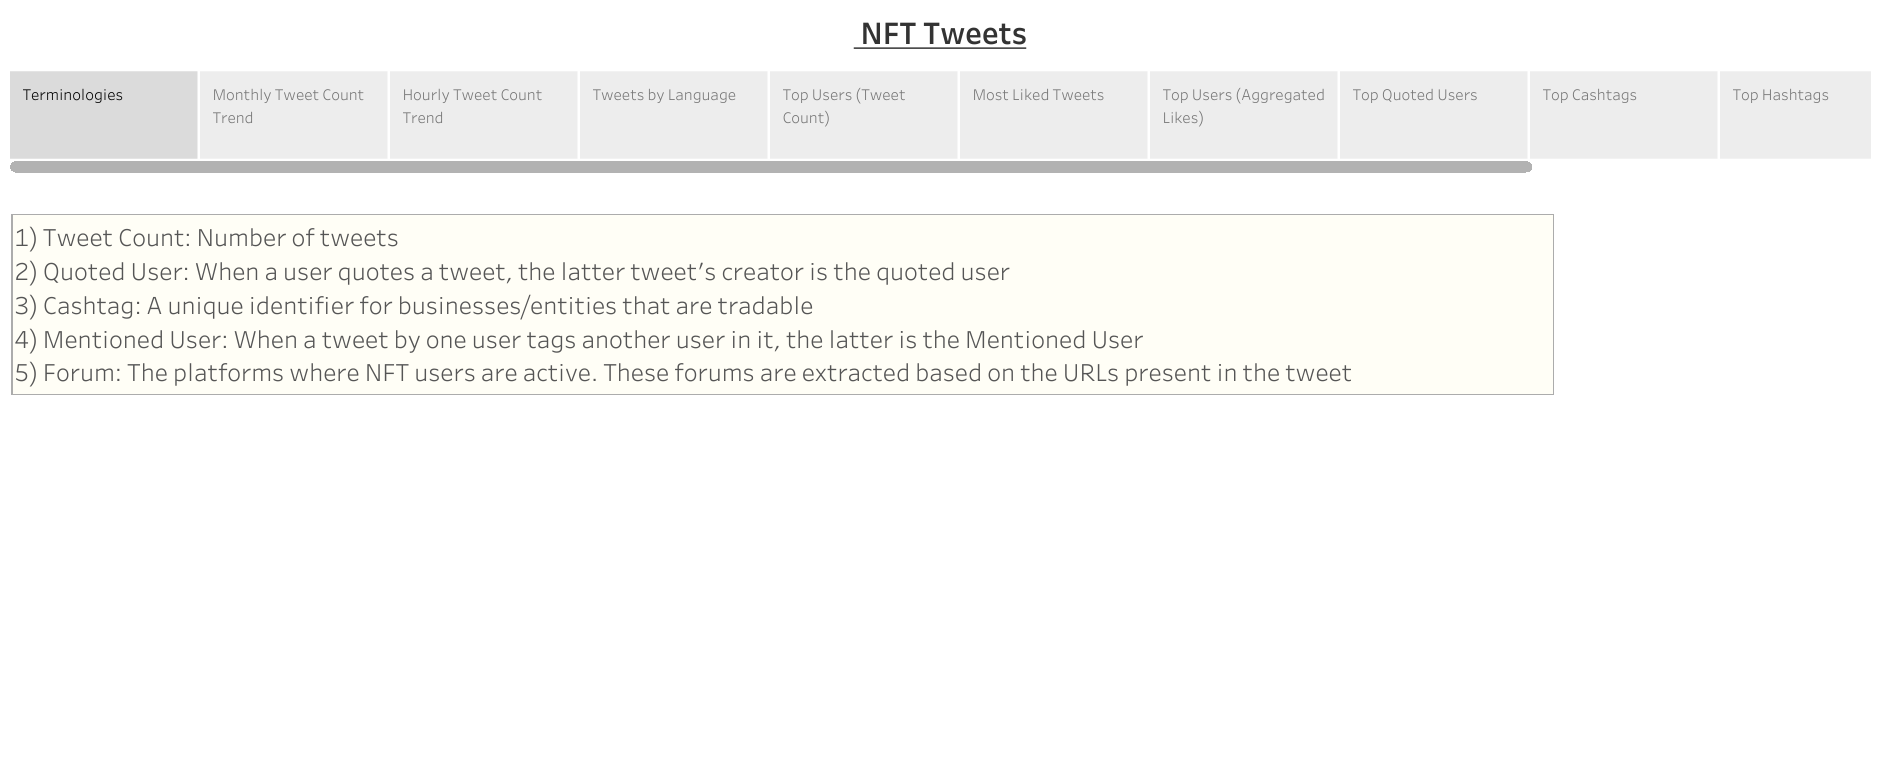 NFT Tweets
Terminologies
Monthly Tweet Count
Trend
Hourly Tweet Count
Trend
Tweets by Language
Top Users (Tweet
Count)
Most Liked Tweets
Top Users (Aggregated
Likes)
Top Quoted Users
Top Cashtags
Top Hashtags
1) Tweet Count: Number of tweets
2) Quoted User: When a user quotes a tweet, the latter tweet's creator is the quoted user
3) Cashtag: A unique identifier for businesses/entities that are tradable
4) Mentioned User: When a tweet by one user tags another user in it, the latter is the Mentioned User
5) Forum: The platforms where NFT users are active. These forums are extracted based on the URLs present in the tweet